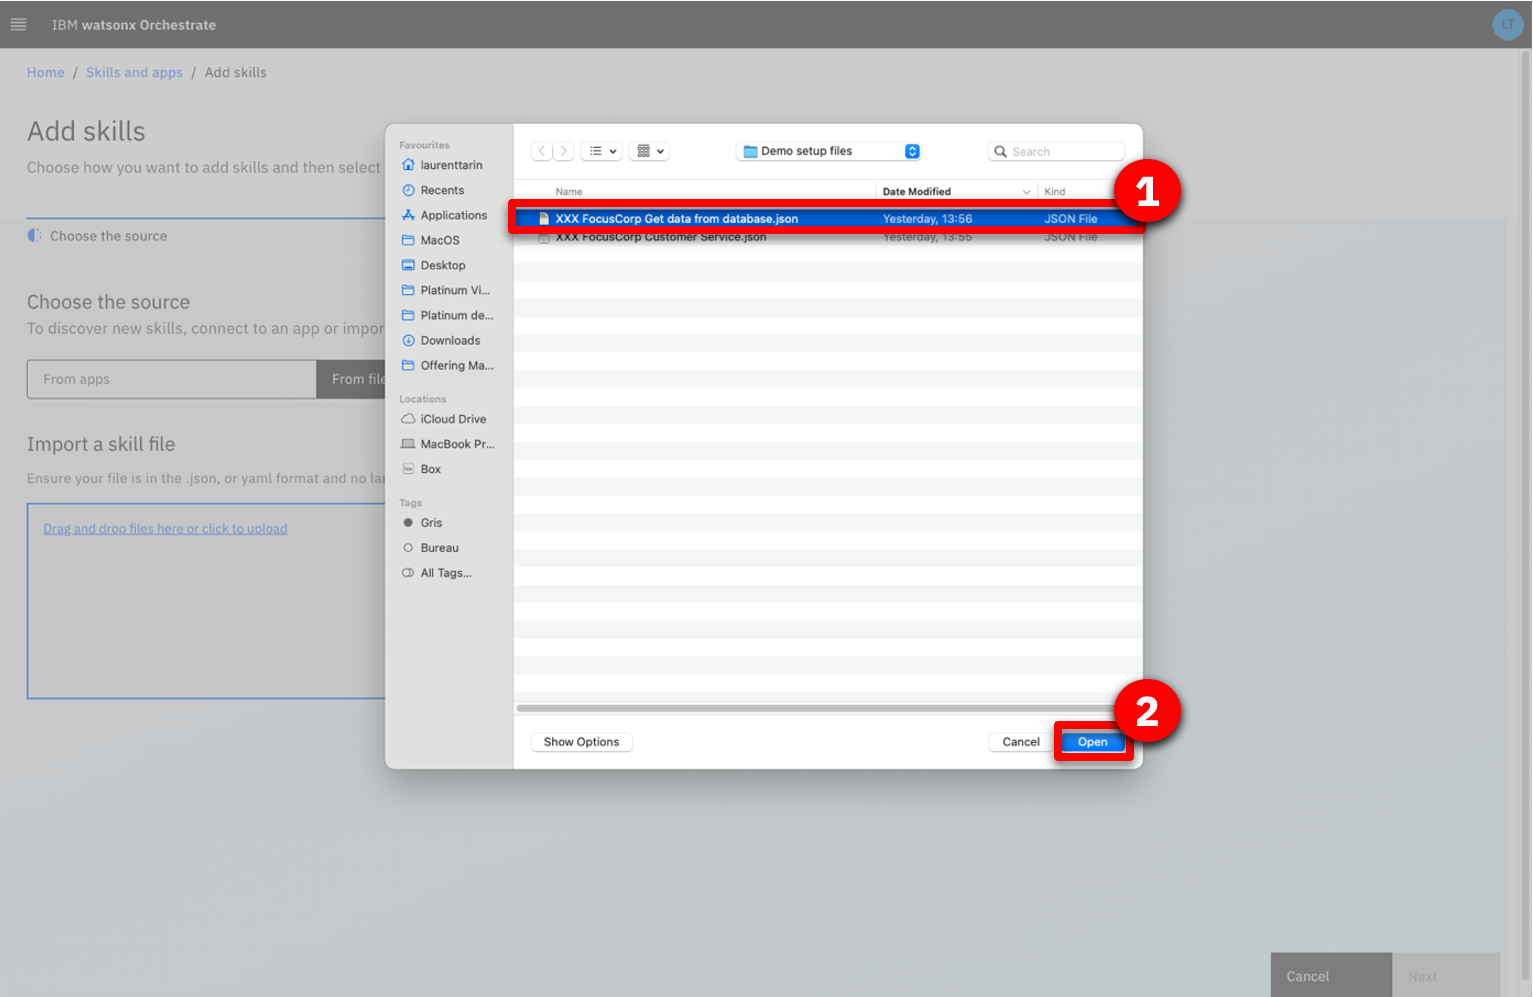 IBM watsonx Orchestrate
LT
Home / Skills and apps / Add skills
Add skills
Choose how you want to add skills and then select
Choose the source
Choose the source
To discover new skills, connect to an app or impor
From apps
From file
Import a skill file
Ensure your file is in the .json, or yaml format and no lar
Drag and drop files here or click to upload
Favourites
laurenttarin
Recents
Applications
MacOS
Desktop
Platinum Vi...
Platinum de...
Downloads
Offering Ma...
Locations
iCloud Drive
MacBook Pr...
Box
Tags
Gris
Bureau
All Tags...
Demo setup files
Search
Name Date Modified Kind
XXX FocusCorp Get data from database.json Yesterday, 13:56 JSON File
XXX FocusCorp Customer Service.json Yesterday, 13:55 JSON File
1
Show Options
Cancel
Open
2
Cancel
Next